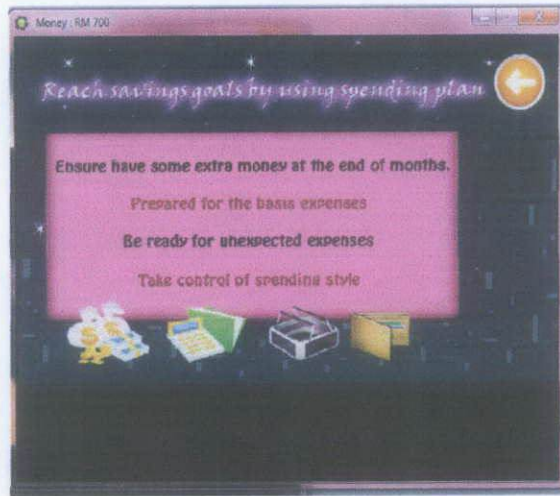 Money : RM 700
Reach savings goals by using spending plan
Ensure have some extra money at the end of months.
Prepared for the basis expenses
Be ready for unexpected expenses
Take control of spending style